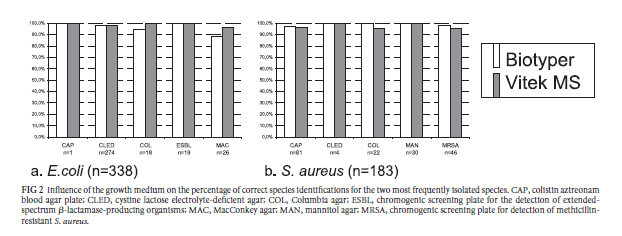 100,0% 100,0%
90,0% 90,0%
80,0% 80,0%
70,0% 70,0%
60,0% 60,0%
50,0% 50,0%
40,0% 40,0%
30,0% 30,0%
20,0% 20,0%
10,0% 10,0%
0,0% 0,0%
CAP CLED COL ESBL MAC CAP CLED COL MAN MRSA
n=1 n=274 n=18 n=19 n=26 n=81 n=4 n=22 n=30 n=46
Biotyper
Vitek MS
a. E.coli (n=338) b. S. aureus (n=183)
FIG 2 Influence of the growth medium on the percentage of correct species identifications for the two most frequently isolated species. CAP, colistin aztreonam
blood agar plate; CLED, cystine lactose electrolyte-deficient agar; COL, Columbia agar; ESBL, chromogenic screening plate for the detection of extended-
spectrum β-lactamase-producing organisms; MAC, MacConkey agar; MAN, mannitol agar; MRSA, chromogenic screening plate for detection of methicillin-
resistant S. aureus.